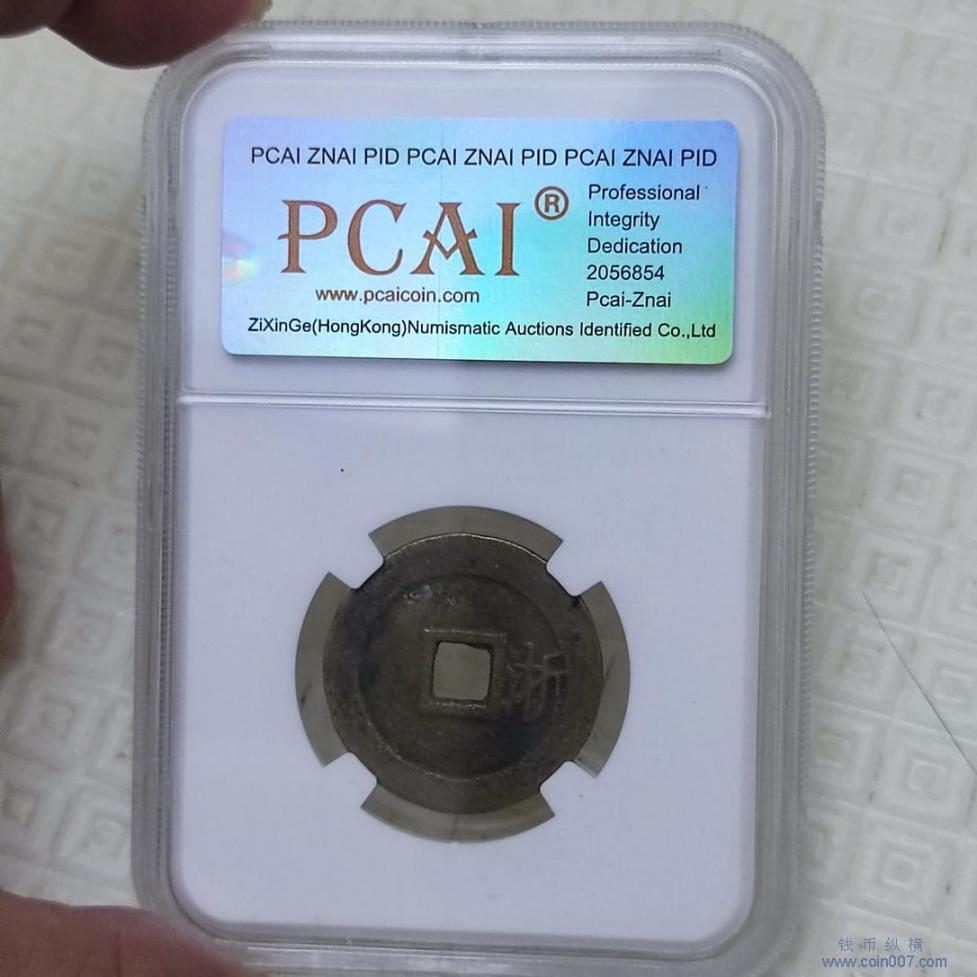 PCAI ZNAI PID PCAI ZNAI PID PCAI ZNAI PID
PCAI®
Professional
Integrity
Dedication
2056854
Pcai-Znai
www.pcaicoin.com
ZiXinGe(HongKong)Numismatic Auctions Identified Co.,Ltd
浙
钱币纵横
www.coin007.com